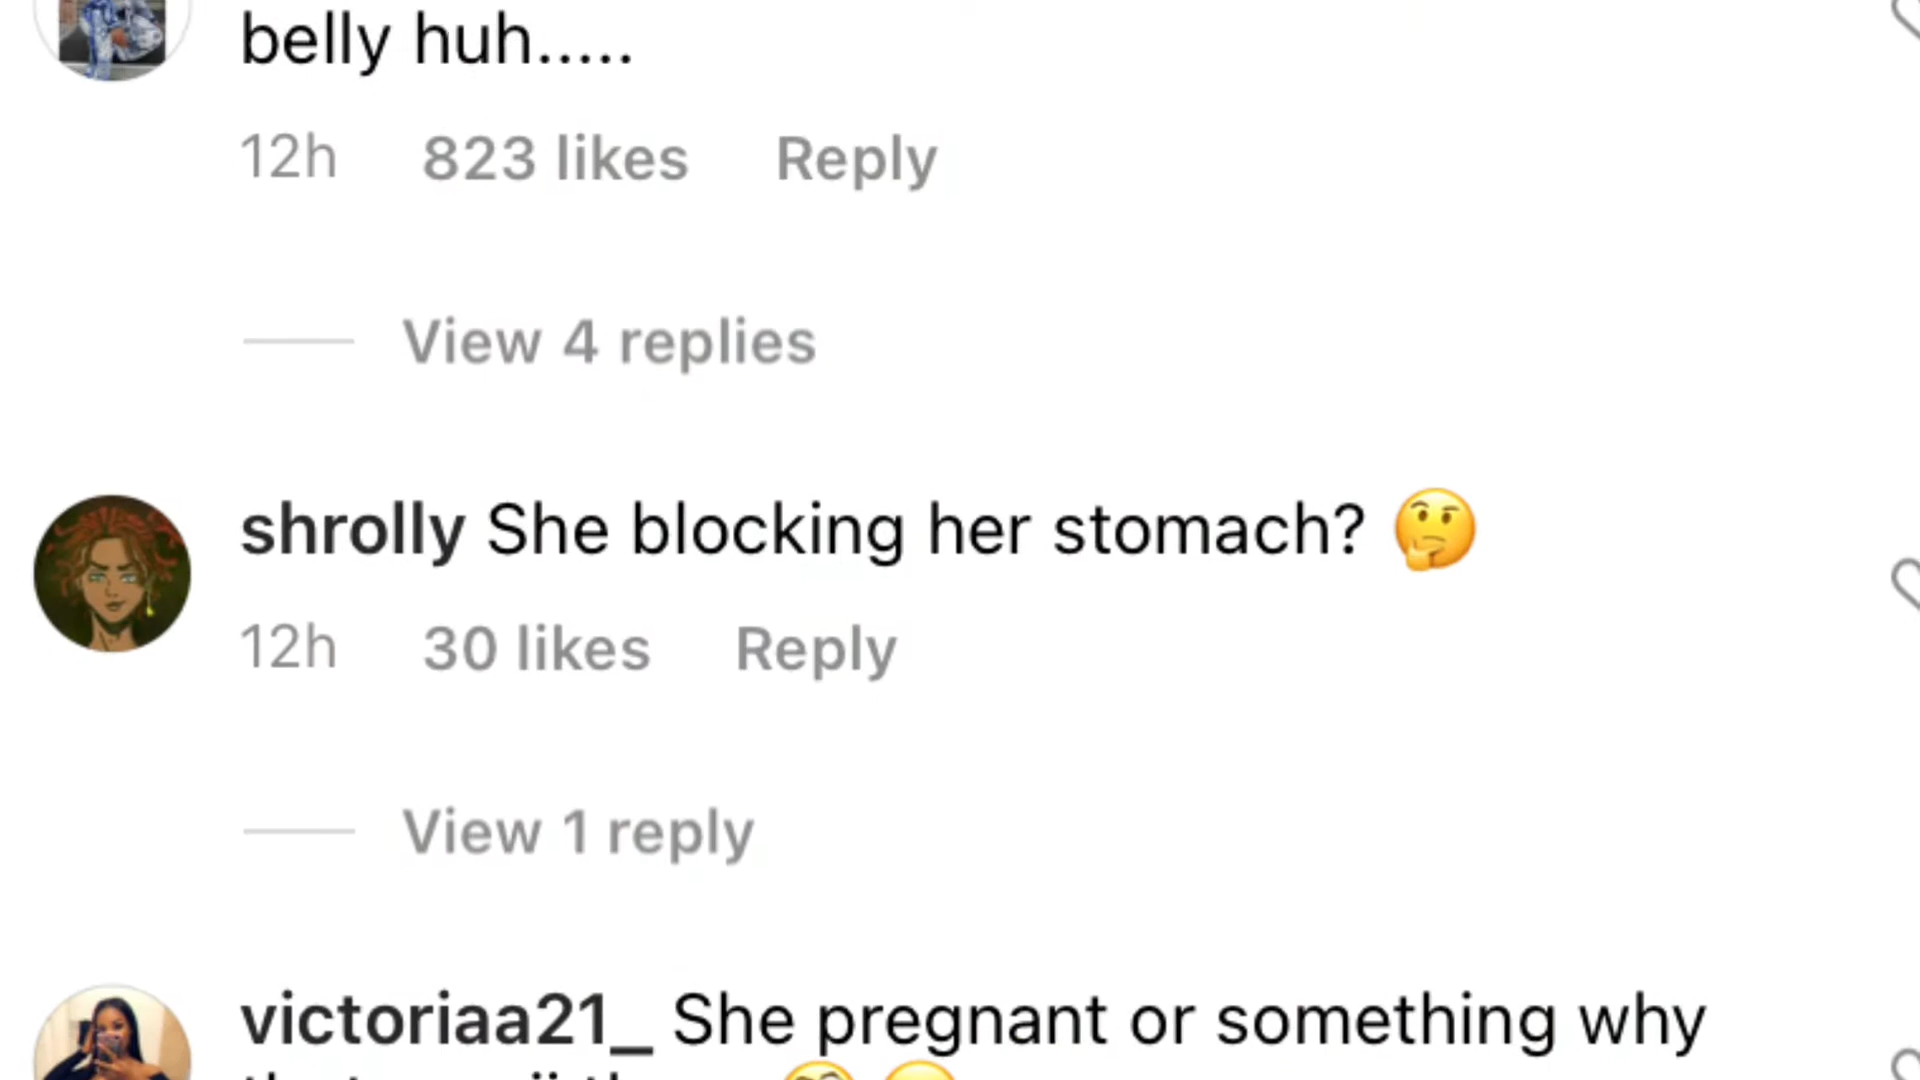 belly huh.....
12h 823 likes Reply
View 4 replies
shrolly She blocking her stomach? 🤔
12h 30 likes Reply
View 1 reply
victoriaa21_ She pregnant or something why